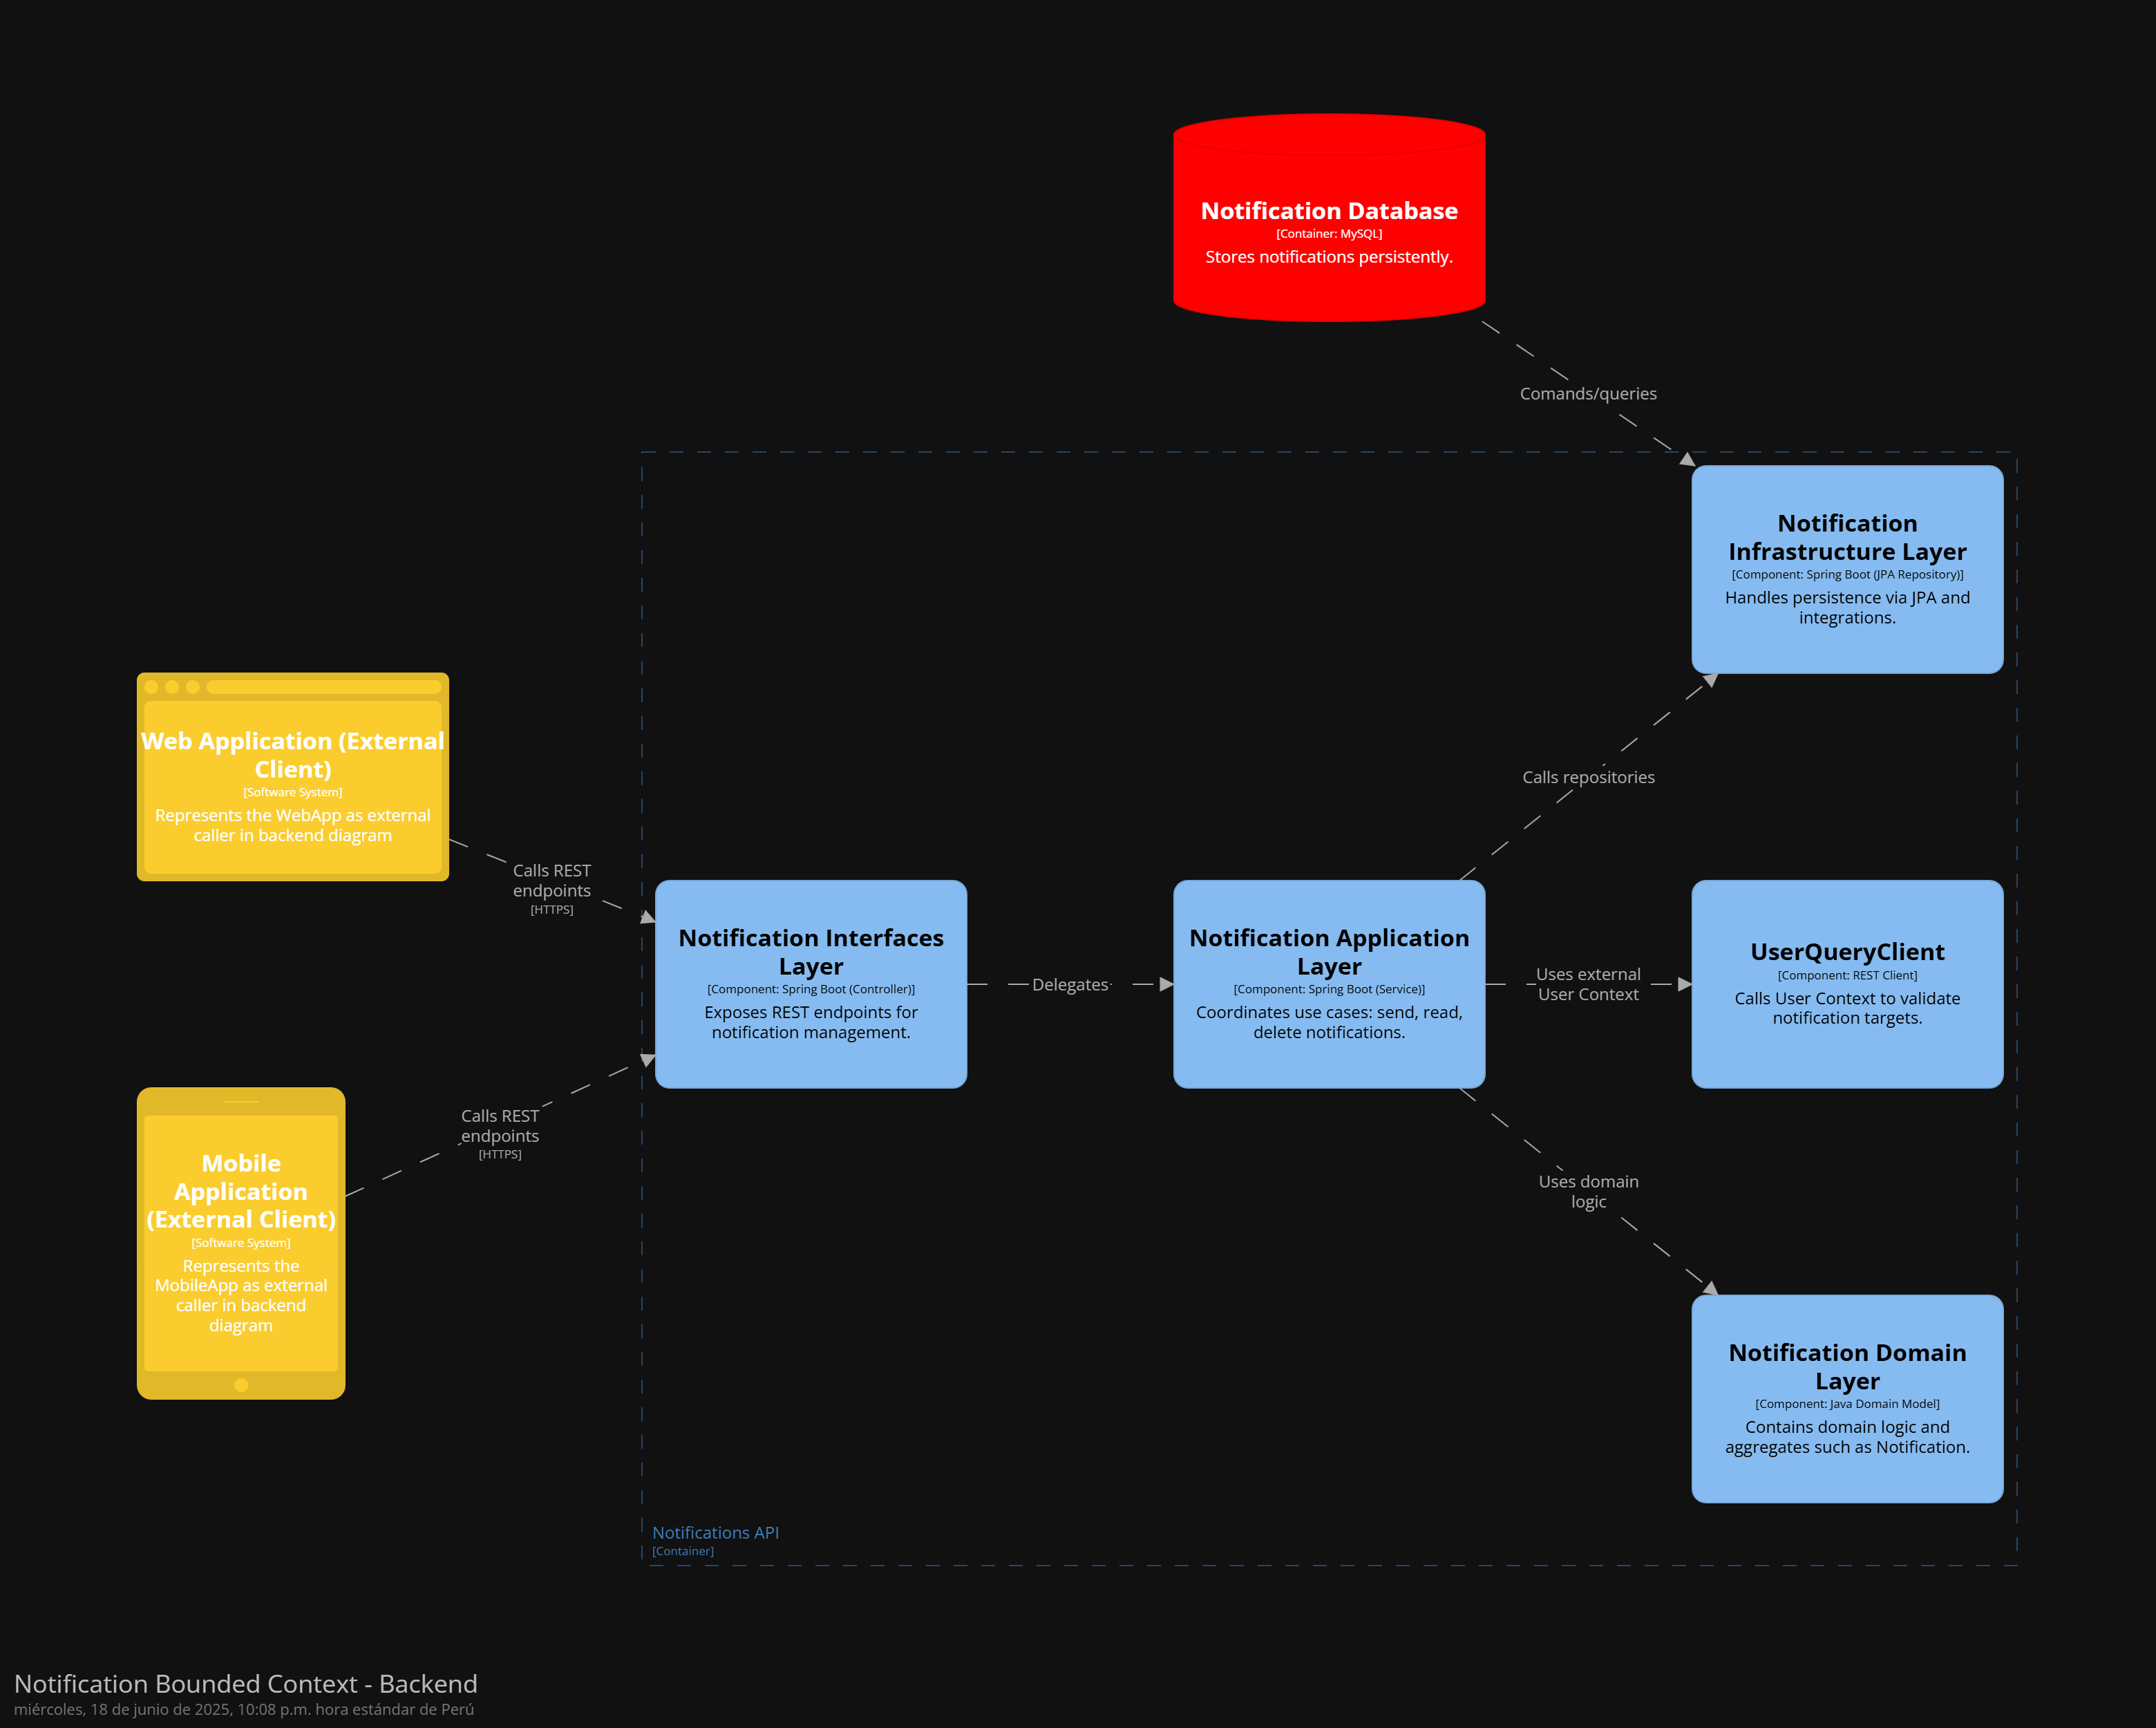 Notification Database
[Container: MySQL]
Stores notifications persistently.
Comands/queries
Notification
Infrastructure Layer
[Component: Spring Boot (JPA Repository)]
Handles persistence via JPA and
integrations.
Web Application (External
Client)
[Software System]
Represents the WebApp as external
caller in backend diagram
Calls REST
endpoints
[HTTPS]
Calls repositories
Notification Interfaces
Layer
[Component: Spring Boot (Controller)]
Exposes REST endpoints for
notification management.
Delegates
Notification Application
Layer
[Component: Spring Boot (Service)]
Coordinates use cases: send, read,
delete notifications.
Uses external
User Context
UserQueryClient
[Component: REST Client]
Calls User Context to validate
notification targets.
Mobile
Application
(External Client)
[Software System]
Represents the
MobileApp as external
caller in backend
diagram
Calls REST
endpoints
[HTTPS]
Uses domain
logic
Notification Domain
Layer
[Component: Java Domain Model]
Contains domain logic and
aggregates such as Notification.
Notifications API
[Container]
Notification Bounded Context - Backend
miércoles, 18 de junio de 2025, 10:08 p.m. hora estándar de Perú